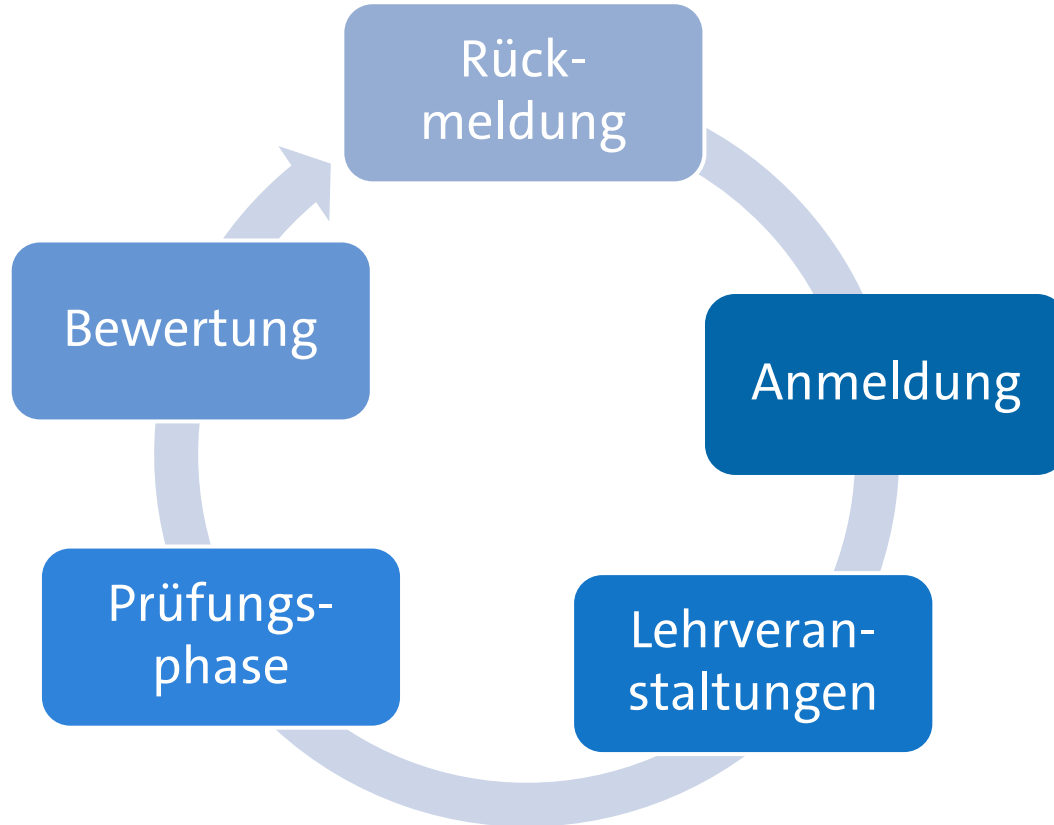 Rück-
meldung
Anmeldung
Lehrveran-
staltungen
Prüfungs-
phase
Bewertung